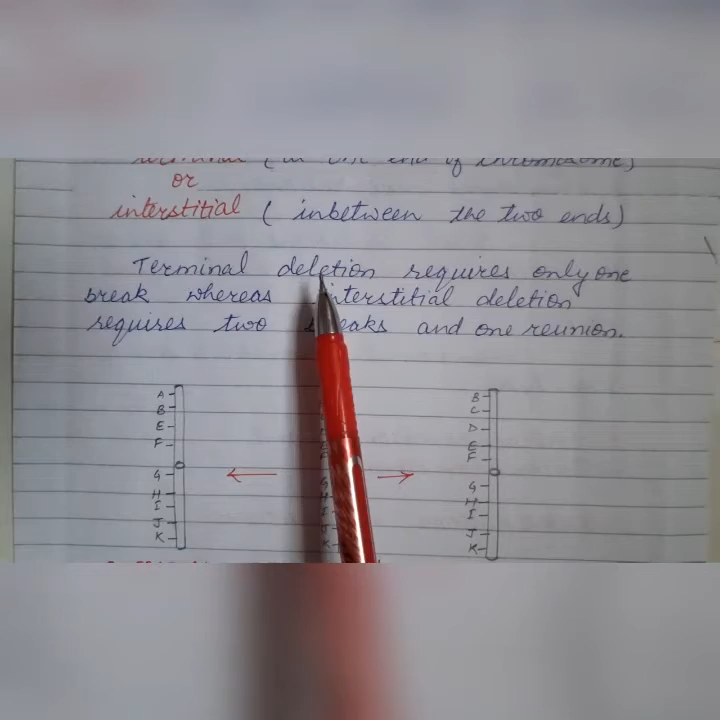 or
interstitial ( inbetween the two ends)
Terminal deletion requires only one
break whereas interstitial deletion
requires two breaks and one reunion.
A
B
E
F
G
H
I
J
K
E
F
G
H
I
J
K
B
C
D
E
F
G
H
I
J
K